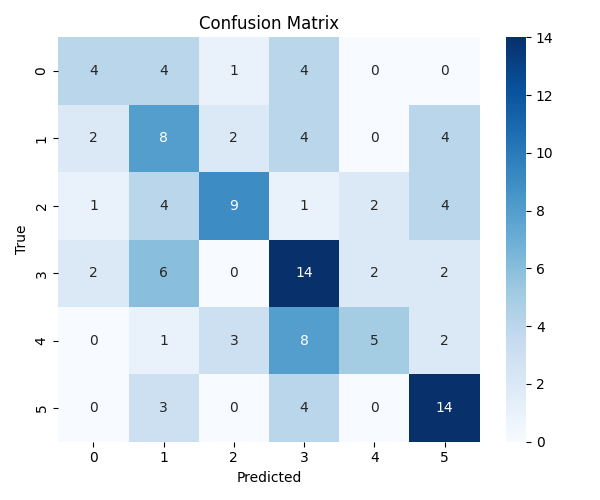 Confusion Matrix
True
0 4 4 1 4 0 0
1 2 8 2 4 0 4
2 1 4 9 1 2 4
3 2 6 0 14 2 2
4 0 1 3 8 5 2
5 0 3 0 4 0 14
0 1 2 3 4 5
Predicted
14
12
10
8
6
4
2
0